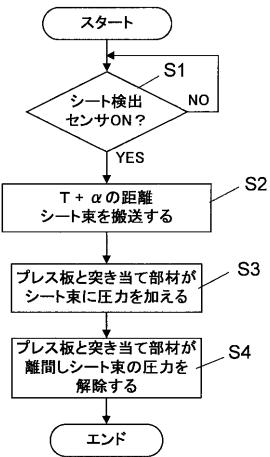 スタート
S1
シート検出
センサON？
NO
YES
S2
T + αの距離
シート束を搬送する
S3
プレス板と突き当て部材が
シート束に圧力を加える
S4
プレス板と突き当て部材が
離間しシート束の圧力を
解除する
エンド